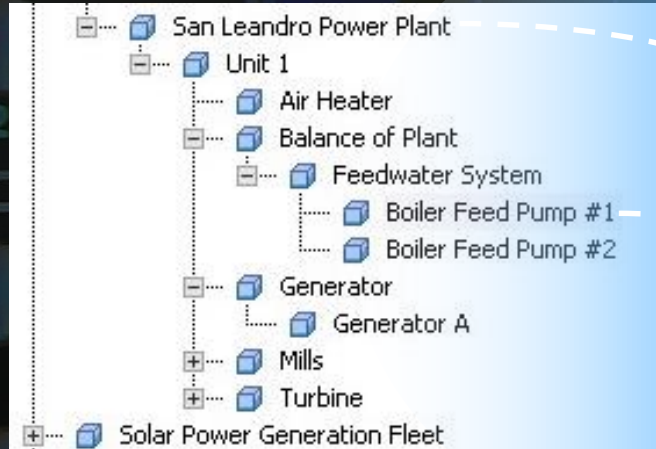 San Leandro Power Plant
Unit 1
Air Heater
Balance of Plant
Feedwater System
Boiler Feed Pump #1
Boiler Feed Pump #2
Generator
Generator A
Mills
Turbine
Solar Power Generation Fleet